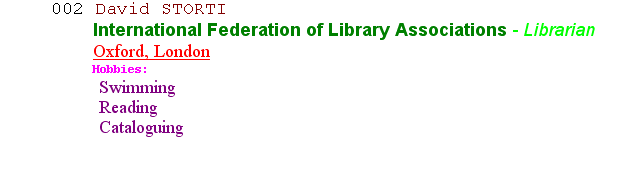 002 David STORTI
International Federation of Library Associations - Librarian
Oxford, London
Hobbies:
Swimming
Reading
Cataloguing